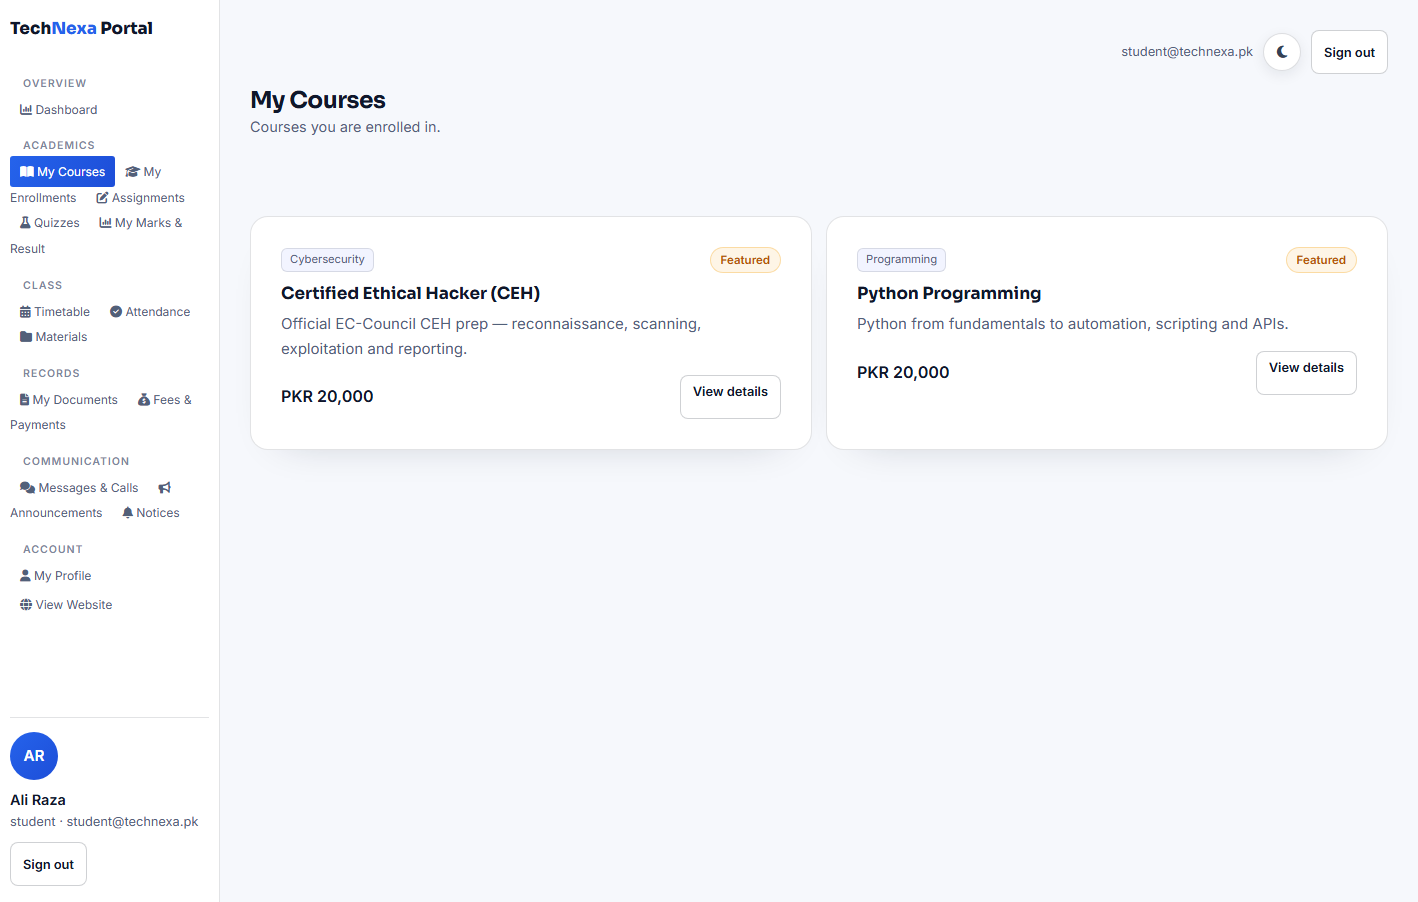 TechNexa Portal
OVERVIEW
Dashboard
ACADEMICS
My Courses My
Enrollments Assignments
Quizzes My Marks &
Result
CLASS
Timetable Attendance
Materials
RECORDS
My Documents Fees &
Payments
COMMUNICATION
Messages & Calls
Announcements Notices
ACCOUNT
My Profile
View Website
AR
Ali Raza
student · student@technexa.pk
Sign out
student@technexa.pk Sign out
My Courses
Courses you are enrolled in.
Cybersecurity Featured
Certified Ethical Hacker (CEH)
Official EC-Council CEH prep — reconnaissance, scanning,
exploitation and reporting.
PKR 20,000 View details
Programming Featured
Python Programming
Python from fundamentals to automation, scripting and APIs.
PKR 20,000 View details